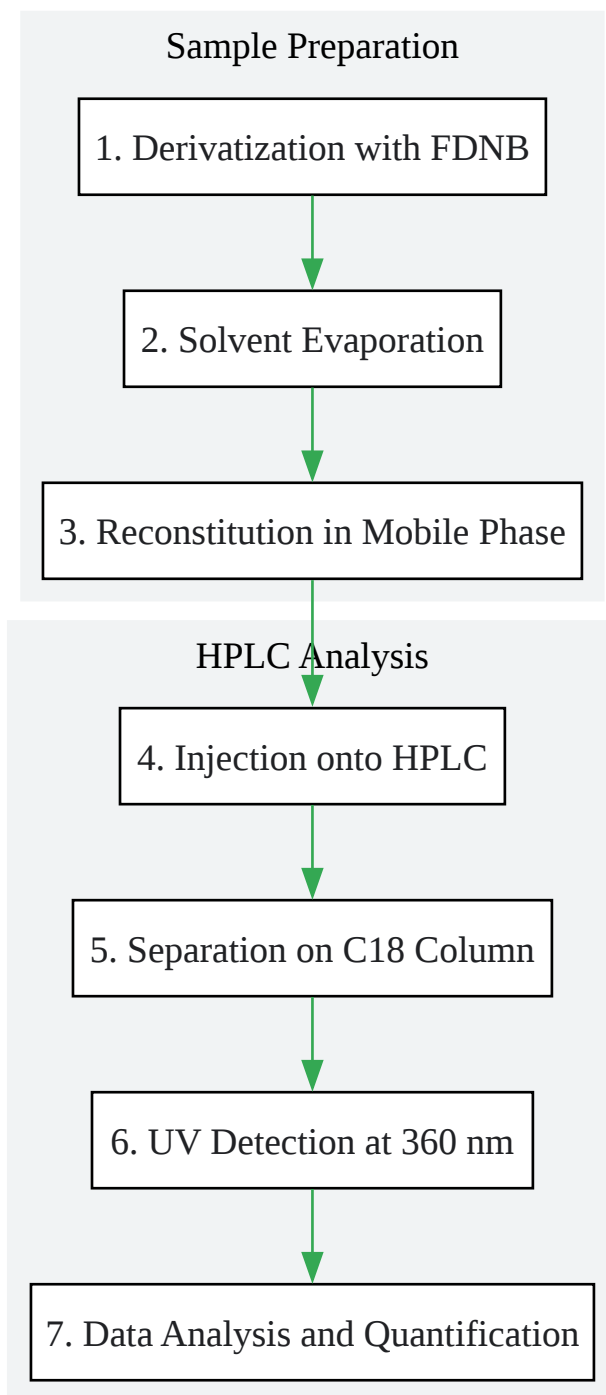 Sample Preparation
1. Derivatization with FDNB
2. Solvent Evaporation
3. Reconstitution in Mobile Phase
HPLC Analysis
4. Injection onto HPLC
5. Separation on C18 Column
6. UV Detection at 360 nm
7. Data Analysis and Quantification